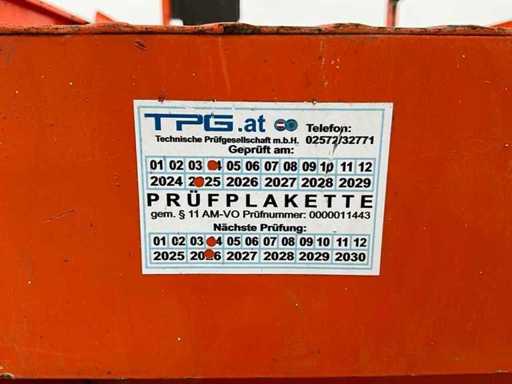 TPG.at Telefon:
Technische Prüfgesellschaft m.b.H. 02572/32771
Geprüft am:
01 02 03 04 05 06 07 08 09 10 11 12
2024 2025 2026 2027 2028 2029
PRÜFPLAKETTE
gem. § 11 AM-VO Prüfnummer: 0000011443
Nächste Prüfung:
01 02 03 04 05 06 07 08 09 10 11 12
2025 2026 2027 2028 2029 2030